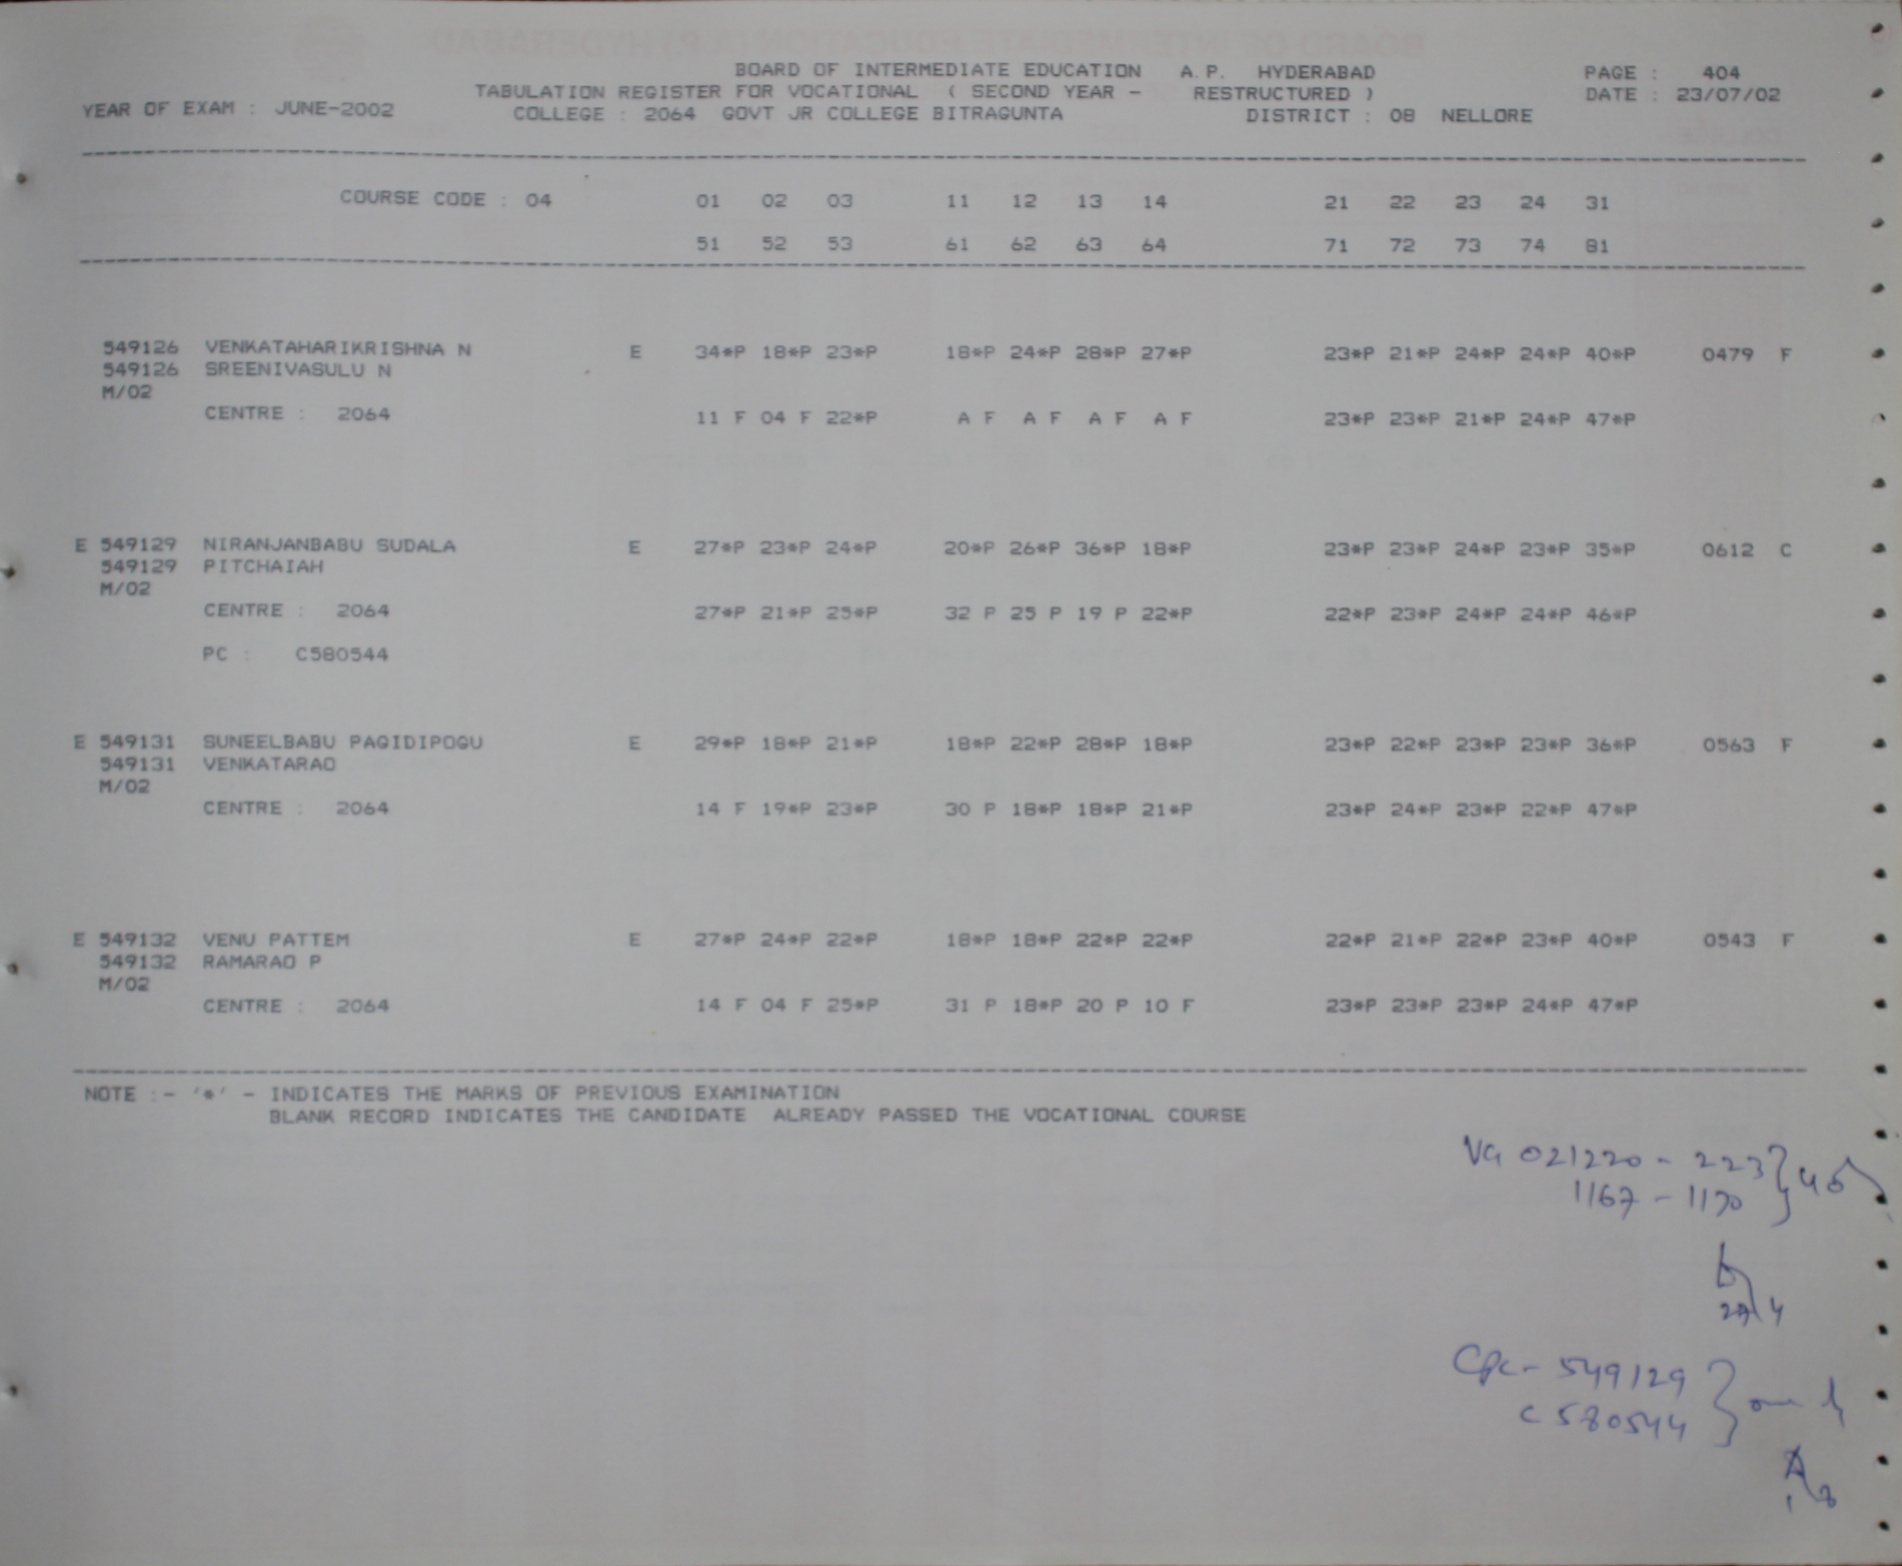 BOARD OF INTERMEDIATE EDUCATION A.P. HYDERABAD PAGE : 404
TABULATION REGISTER FOR VOCATIONAL ( SECOND YEAR - RESTRUCTURED ) DATE : 23/07/02
YEAR OF EXAM : JUNE-2002 COLLEGE : 2064 GOVT JR COLLEGE BITRAGUNTA DISTRICT : 08 NELLORE
COURSE CODE : 04 01 02 03 11 12 13 14 21 22 23 24 31
51 52 53 61 62 63 64 71 72 73 74 81
549126 VENKATAHARIKRISHNA N E 34*P 18*P 23*P 18*P 24*P 28*P 27*P 23*P 21*P 24*P 24*P 40*P 0479 F
549126 SREENIVASULU N
M/02
CENTRE : 2064 11 F 04 F 22*P A F A F A F A F 23*P 23*P 21*P 24*P 47*P
E 549129 NIRANJANBABU SUDALA E 27*P 23*P 24*P 20*P 26*P 36*P 18*P 23*P 23*P 24*P 23*P 35*P 0612 C
549129 PITCHAIAH
M/02
CENTRE : 2064 27*P 21*P 25*P 32 P 25 P 19 P 22*P 22*P 23*P 24*P 24*P 46*P
PC : C580544
E 549131 SUNEELBABU PAGIDIPOGU E 29*P 18*P 21*P 18*P 22*P 28*P 18*P 23*P 22*P 23*P 23*P 36*P 0563 F
549131 VENKATARAO
M/02
CENTRE : 2064 14 F 19*P 23*P 30 P 18*P 18*P 21*P 23*P 24*P 23*P 22*P 47*P
E 549132 VENU PATTEM E 27*P 24*P 22*P 18*P 18*P 22*P 22*P 22*P 21*P 22*P 23*P 40*P 0543 F
549132 RAMARAO P
M/02
CENTRE : 2064 14 F 04 F 25*P 31 P 18*P 20 P 10 F 23*P 23*P 23*P 24*P 47*P
NOTE :- '*' - INDICATES THE MARKS OF PREVIOUS EXAMINATION
BLANK RECORD INDICATES THE CANDIDATE ALREADY PASSED THE VOCATIONAL COURSE
021220 - 223
1167 - 1170
549129
C 580544